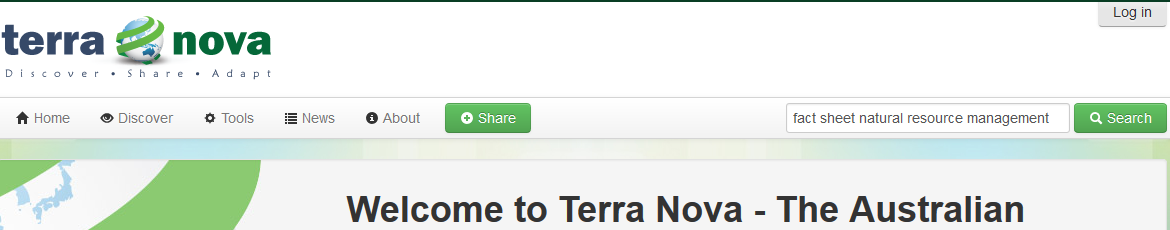 Log in
terra nova
Discover • Share • Adapt
Home Discover Tools News About Share fact sheet natural resource management Search
Welcome to Terra Nova - The Australian